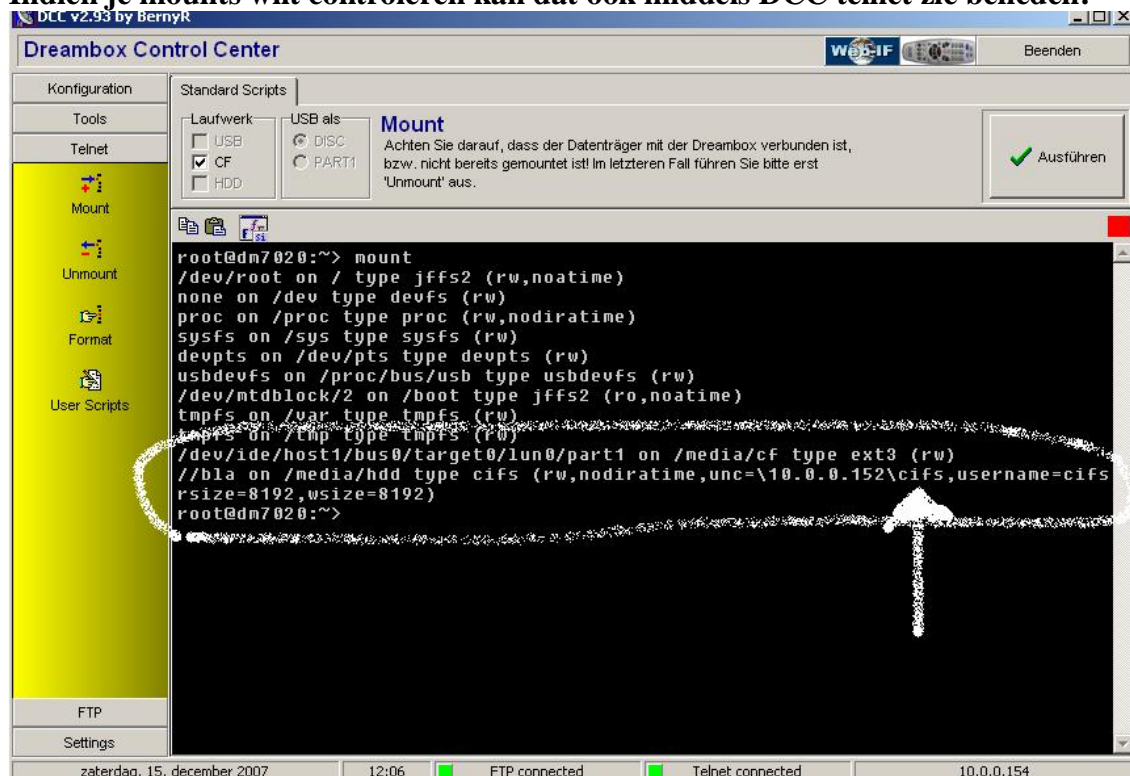 Indien je mounts wilt controleren kan dat ook middels DCC telnet zie beneden:
DCC v2.93 by BernyR
Dreambox Control Center
Web-IF
Beenden
Konfiguration
Tools
Telnet
Mount
Unmount
Format
User Scripts
FTP
Settings
Standard Scripts
Laufwerk
USB
CF
HDD
USB als
DISC
PART1
Mount
Achten Sie darauf, dass der Datenträger mit der Dreambox verbunden ist,
bzw. nicht bereits gemountet ist! Im letzteren Fall führen Sie bitte erst
'Unmount' aus.
Ausführen
root@dm7020:~> mount
/dev/root on / type jffs2 (rw,noatime)
none on /dev type devfs (rw)
proc on /proc type proc (rw,nodiratime)
sysfs on /sys type sysfs (rw)
devpts on /dev/pts type devpts (rw)
usbdevfs on /proc/bus/usb type usbdevfs (rw)
/dev/mtdblock/2 on /boot type jffs2 (ro,noatime)
tmpfs on /var type tmpfs (rw)
tmpfs on /tmp type tmpfs (rw)
/dev/ide/host1/bus0/target0/lun0/part1 on /media/cf type ext3 (rw)
//bla on /media/hdd type cifs (rw,nodiratime,unc=\10.0.0.152\cifs,username=cifs
rsize=8192,wsize=8192)
root@dm7020:~>
zaterdag, 15. december 2007
12:06
FTP connected
Telnet connected
10.0.0.154